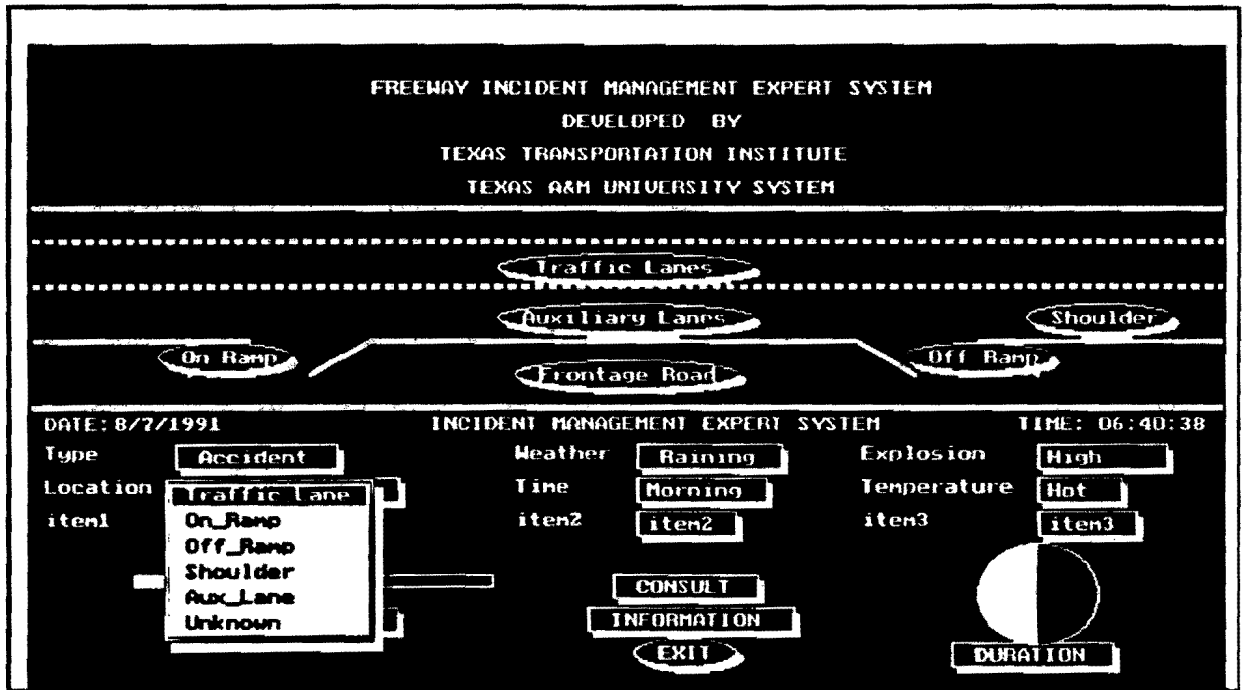 FREEWAY INCIDENT MANAGEMENT EXPERT SYSTEM
DEVELOPED BY
TEXAS TRANSPORTATION INSTITUTE
TEXAS A&M UNIVERSITY SYSTEM
Traffic Lanes
Auxiliary Lanes
Shoulder
On Ramp
Off Ramp
Frontage Road
DATE: 8/7/1991 INCIDENT MANAGEMENT EXPERT SYSTEM TIME: 06:40:38
Type Accident Weather Raining Explosion High
Location Traffic_Lane Time Morning Temperature Hot
item1 On_Ramp item2 item2 item3 item3
Off_Ramp
Shoulder
Aux_Lane
Unknown
CONSULT
INFORMATION
EXIT
DURATION